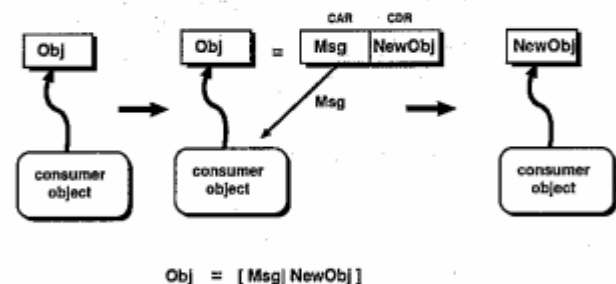 CAR CDR
Obj Obj = Msg NewObj NewObj
Msg
consumer object consumer object consumer object
Obj = [ Msg| NewObj ]